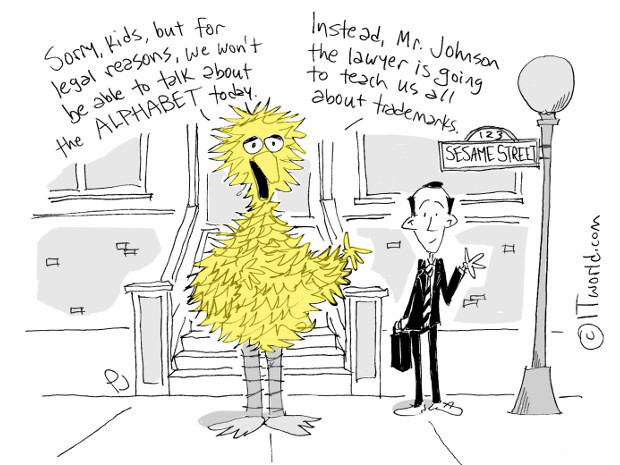 Sorry, kids, but for
legal reasons, we won't
be able to talk about
the ALPHABET today.
Instead, Mr. Johnson
the lawyer is going
to teach us all
about trademarks.
123
SESAME STREET
© ITworld.com
PJ